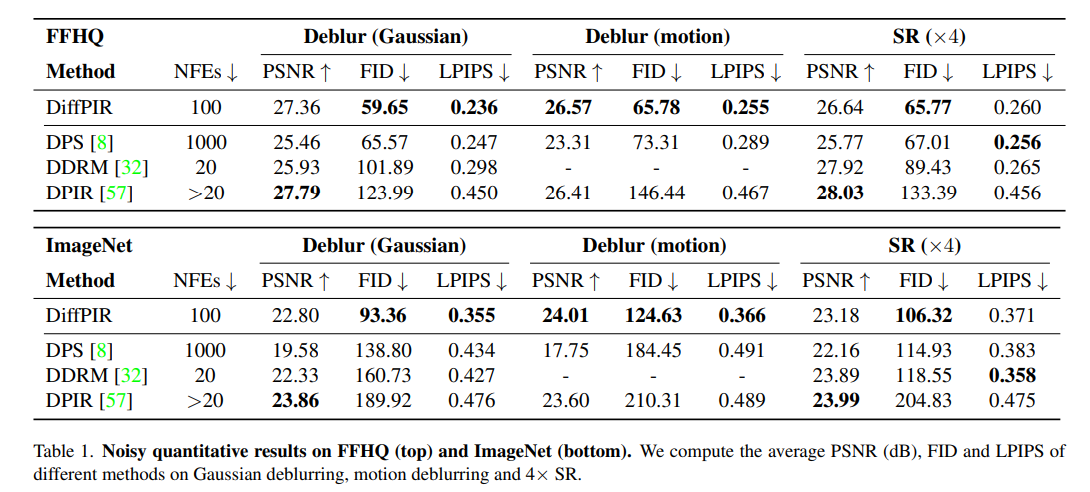 FFHQ Deblur (Gaussian) Deblur (motion) SR (×4)
Method NFEs ↓ PSNR ↑ FID ↓ LPIPS ↓ PSNR ↑ FID ↓ LPIPS ↓ PSNR ↑ FID ↓ LPIPS ↓
DiffPIR 100 27.36 59.65 0.236 26.57 65.78 0.255 26.64 65.77 0.260
DPS [8] 1000 25.46 65.57 0.247 23.31 73.31 0.289 25.77 67.01 0.256
DDRM [32] 20 25.93 101.89 0.298 - - - 27.92 89.43 0.265
DPIR [57] >20 27.79 123.99 0.450 26.41 146.44 0.467 28.03 133.39 0.456
ImageNet Deblur (Gaussian) Deblur (motion) SR (×4)
Method NFEs ↓ PSNR ↑ FID ↓ LPIPS ↓ PSNR ↑ FID ↓ LPIPS ↓ PSNR ↑ FID ↓ LPIPS ↓
DiffPIR 100 22.80 93.36 0.355 24.01 124.63 0.366 23.18 106.32 0.371
DPS [8] 1000 19.58 138.80 0.434 17.75 184.45 0.491 22.16 114.93 0.383
DDRM [32] 20 22.33 160.73 0.427 - - - 23.89 118.55 0.358
DPIR [57] >20 23.86 189.92 0.476 23.60 210.31 0.489 23.99 204.83 0.475
Table 1. Noisy quantitative results on FFHQ (top) and ImageNet (bottom). We compute the average PSNR (dB), FID and LPIPS of
different methods on Gaussian deblurring, motion deblurring and 4× SR.